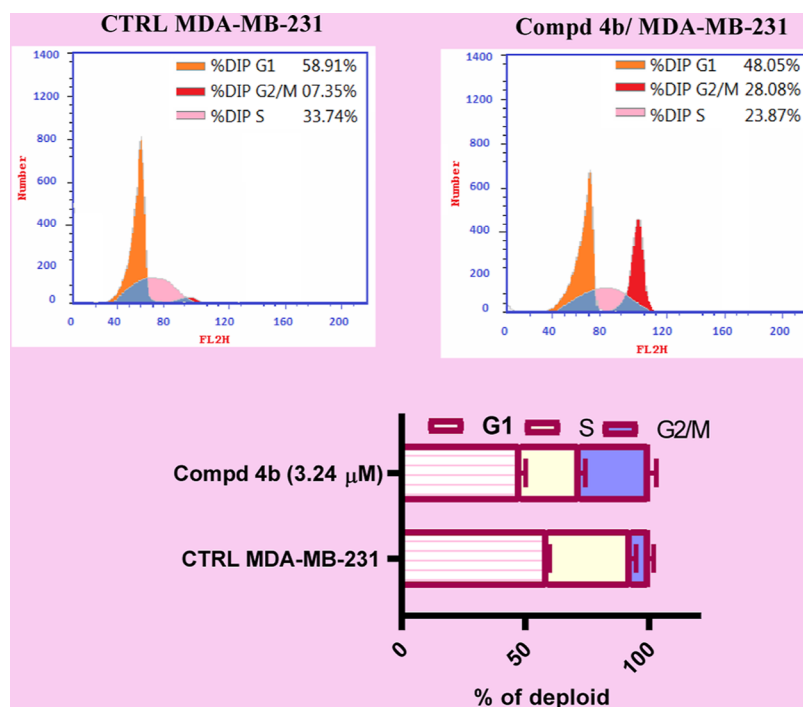 CTRL MDA-MB-231
%DIP G1 58.91%
%DIP G2/M 07.35%
%DIP S 33.74%
Number
1400
1200
800
600
400
200
0
0 40 80 120 160 200
FL2H
Compd 4b/ MDA-MB-231
%DIP G1 48.05%
%DIP G2/M 28.08%
%DIP S 23.87%
Number
1400
1200
800
600
400
200
0
0 40 80 120 160 200
FL2H
G1 S G2/M
Compd 4b (3.24 μM)
CTRL MDA-MB-231
0 50 100
% of deploid